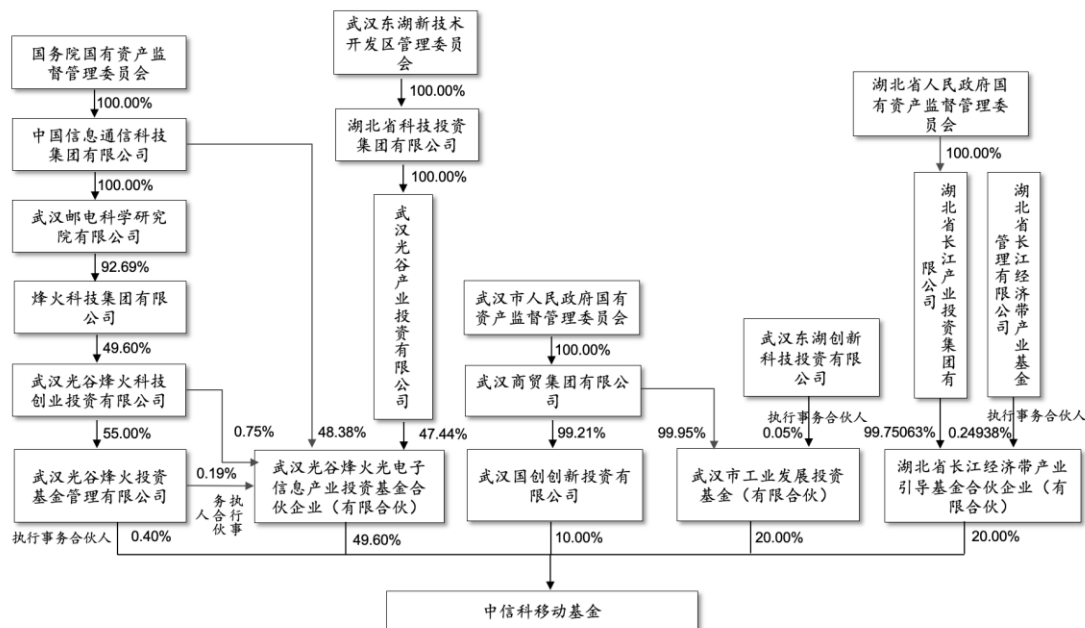 国务院国有资产监
督管理委员会
100.00%
中国信息通信科技
集团有限公司
100.00%
武汉邮电科学研究
院有限公司
92.69%
烽火科技集团有限
公司
49.60%
武汉光谷烽火科技
创业投资有限公司
55.00%
武汉光谷烽火投资
基金管理有限公司
执行事务合伙人
0.40%
武汉东湖新技术
开发区管理委员
会
100.00%
湖北省科技投资
集团有限公司
100.00%
武汉光谷产业投资有限公司
0.75%
48.38%
47.44%
0.19%
执行事
务合伙
人
武汉光谷烽火光电子
信息产业投资基金合
伙企业（有限合伙）
49.60%
武汉市人民政府国有
资产监督管理委员会
100.00%
武汉商贸集团有限公
司
99.21%
99.95%
武汉国创创新投资有
限公司
10.00%
武汉东湖创新
科技投资有限
公司
执行事务合伙人
0.05%
武汉市工业发展投资
基金（有限合伙）
20.00%
湖北省人民政府国
有资产监督管理委
员会
100.00%
湖北省长江产业投资集团有
限公司
湖北省长江经济带产业基金
管理有限公司
执行事务合伙人
99.75063%
0.24938%
湖北省长江经济带产业
引导基金合伙企业（有
限合伙）
20.00%
中信科移动基金